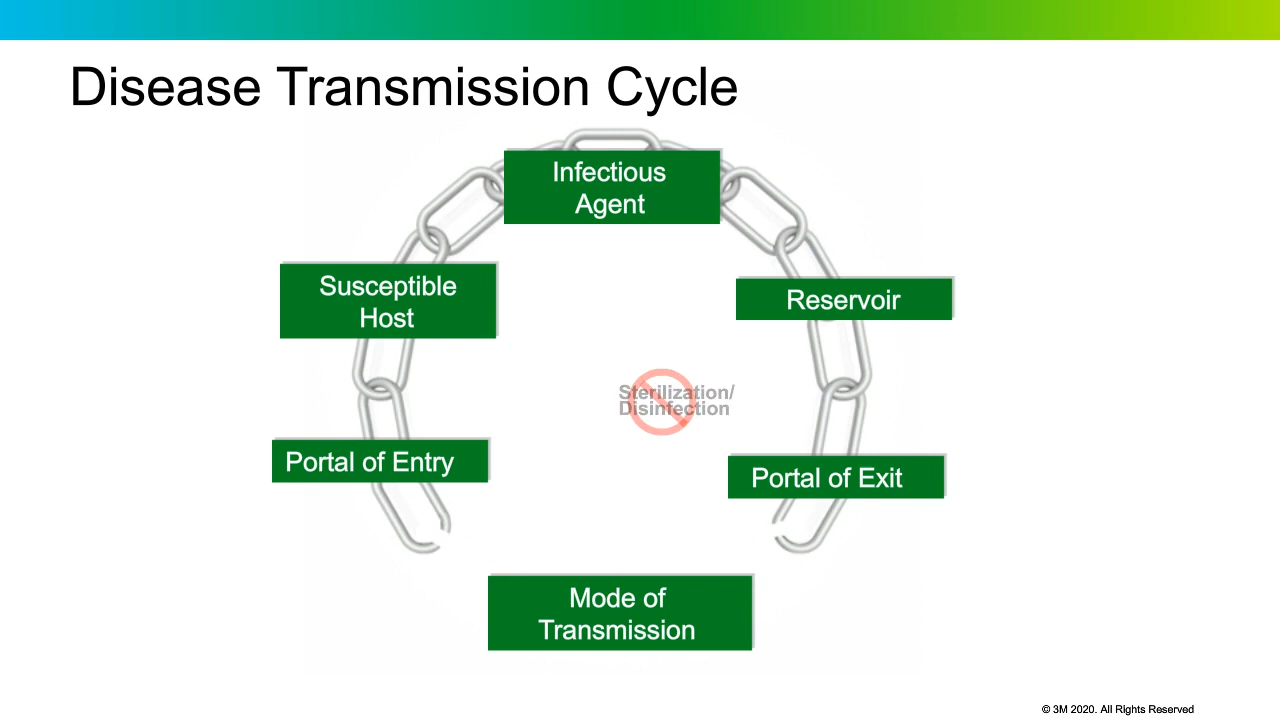 Disease Transmission Cycle
Infectious
Agent
Susceptible
Host
Reservoir
Sterilization/
Disinfection
Portal of Entry
Portal of Exit
Mode of
Transmission
© 3M 2020. All Rights Reserved